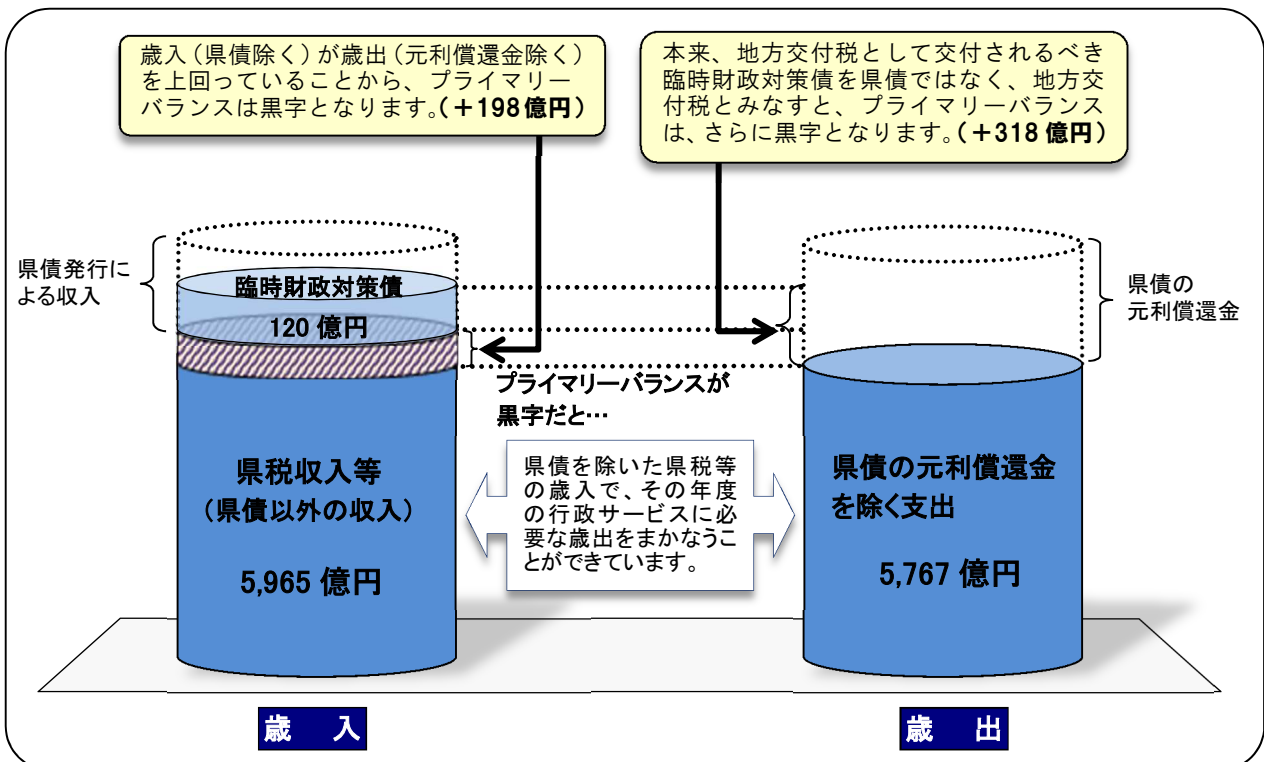 歳入(県債除く)が歳出(元利償還金除く)
を上回っていることから、プライマリー
バランスは黒字となります。(+198億円)
本来、地方交付税として交付されるべき
臨時財政対策債を県債ではなく、地方交
付税とみなすと、プライマリーバランス
は、さらに黒字となります。(+318億円)
県債発行に
よる収入
臨時財政対策債
120億円
県債の
元利償還金
プライマリーバランスが
黒字だと…
県税収入等
(県債以外の収入)
5,965億円
県債を除いた県税等
の歳入で、その年度
の行政サービスに必
要な歳出をまかなうこ
とができています。
県債の元利償還金
を除く支出
5,767億円
歳 入
歳 出